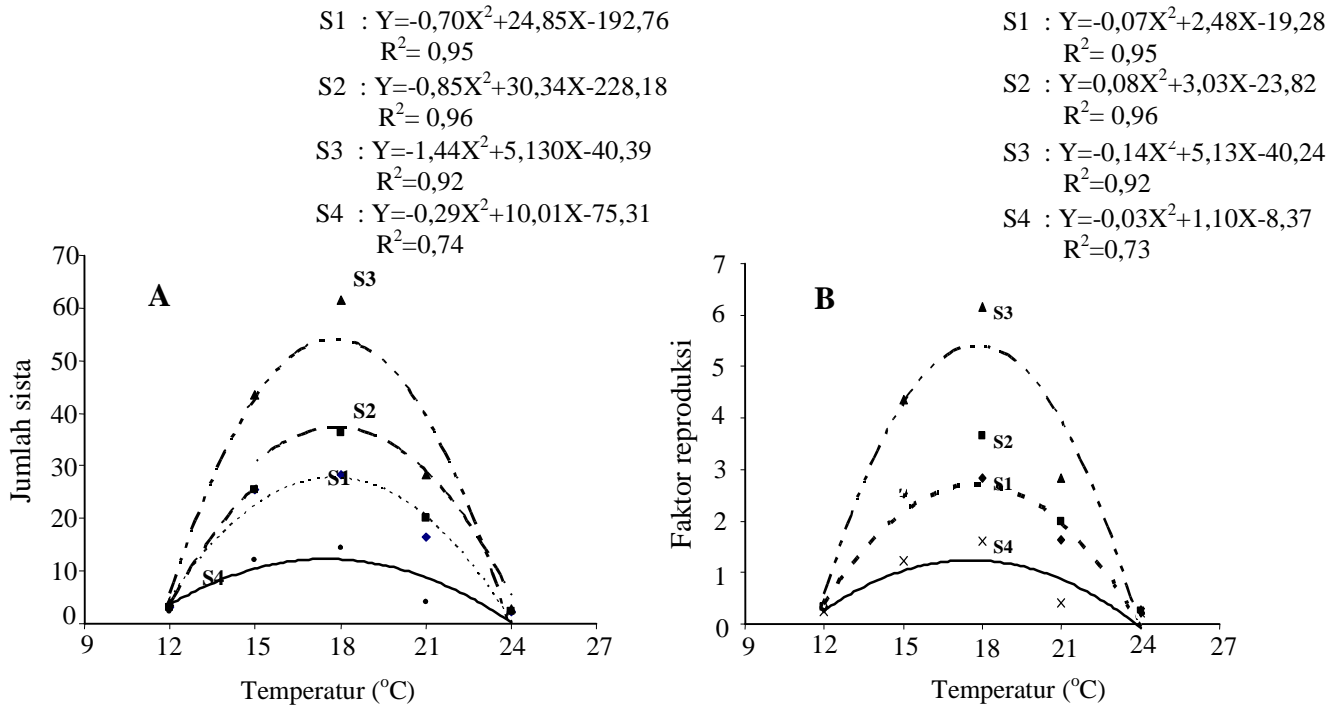 S1 : Y=-0,70X²+24,85X-192,76
R²= 0,95
S2 : Y=-0,85X²+30,34X-228,18
R²= 0,96
S3 : Y=-1,44X²+5,130X-40,39
R²=0,92
S4 : Y=-0,29X²+10,01X-75,31
R²=0,74
70
60
50
40
30
20
10
0
9 12 15 18 21 24 27
A
S3
S2
S1
S4
Jumlah sista
Temperatur (°C)
S1 : Y=-0,07X²+2,48X-19,28
R²= 0,95
S2 : Y=0,08X²+3,03X-23,82
R²= 0,96
S3 : Y=-0,14X²+5,13X-40,24
R²=0,92
S4 : Y=-0,03X²+1,10X-8,37
R²=0,73
7
6
5
4
3
2
1
0
9 12 15 18 21 24 27
B
S3
S2
S1
S4
Faktor reproduksi
Temperatur (°C)